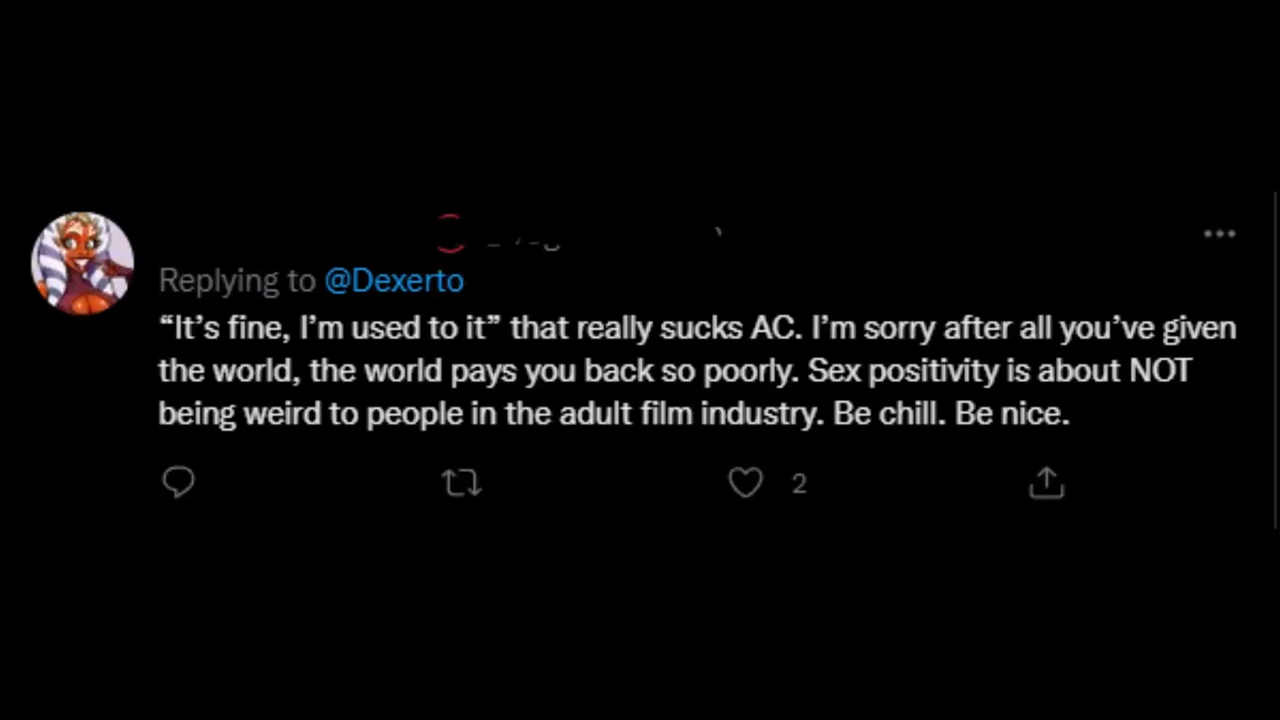 Replying to @Dexerto
“It’s fine, I’m used to it” that really sucks AC. I’m sorry after all you’ve given
the world, the world pays you back so poorly. Sex positivity is about NOT
being weird to people in the adult film industry. Be chill. Be nice.
2